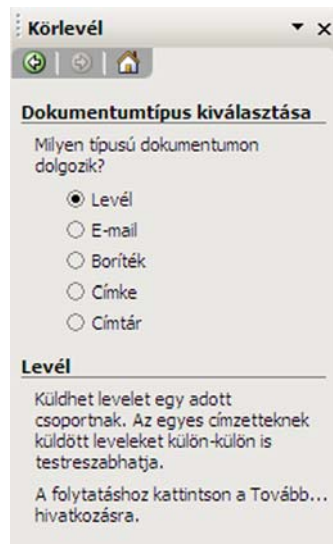 Körlevél
Dokumentumtípus kiválasztása
Milyen típusú dokumentumon
dolgozik?
Levél
E-mail
Boríték
Címke
Címtár
Levél
Küldhet levelet egy adott
csoportnak. Az egyes címzetteknek
küldött leveleket külön-külön is
testreszabhatja.
A folytatáshoz kattintson a Tovább...
hivatkozásra.